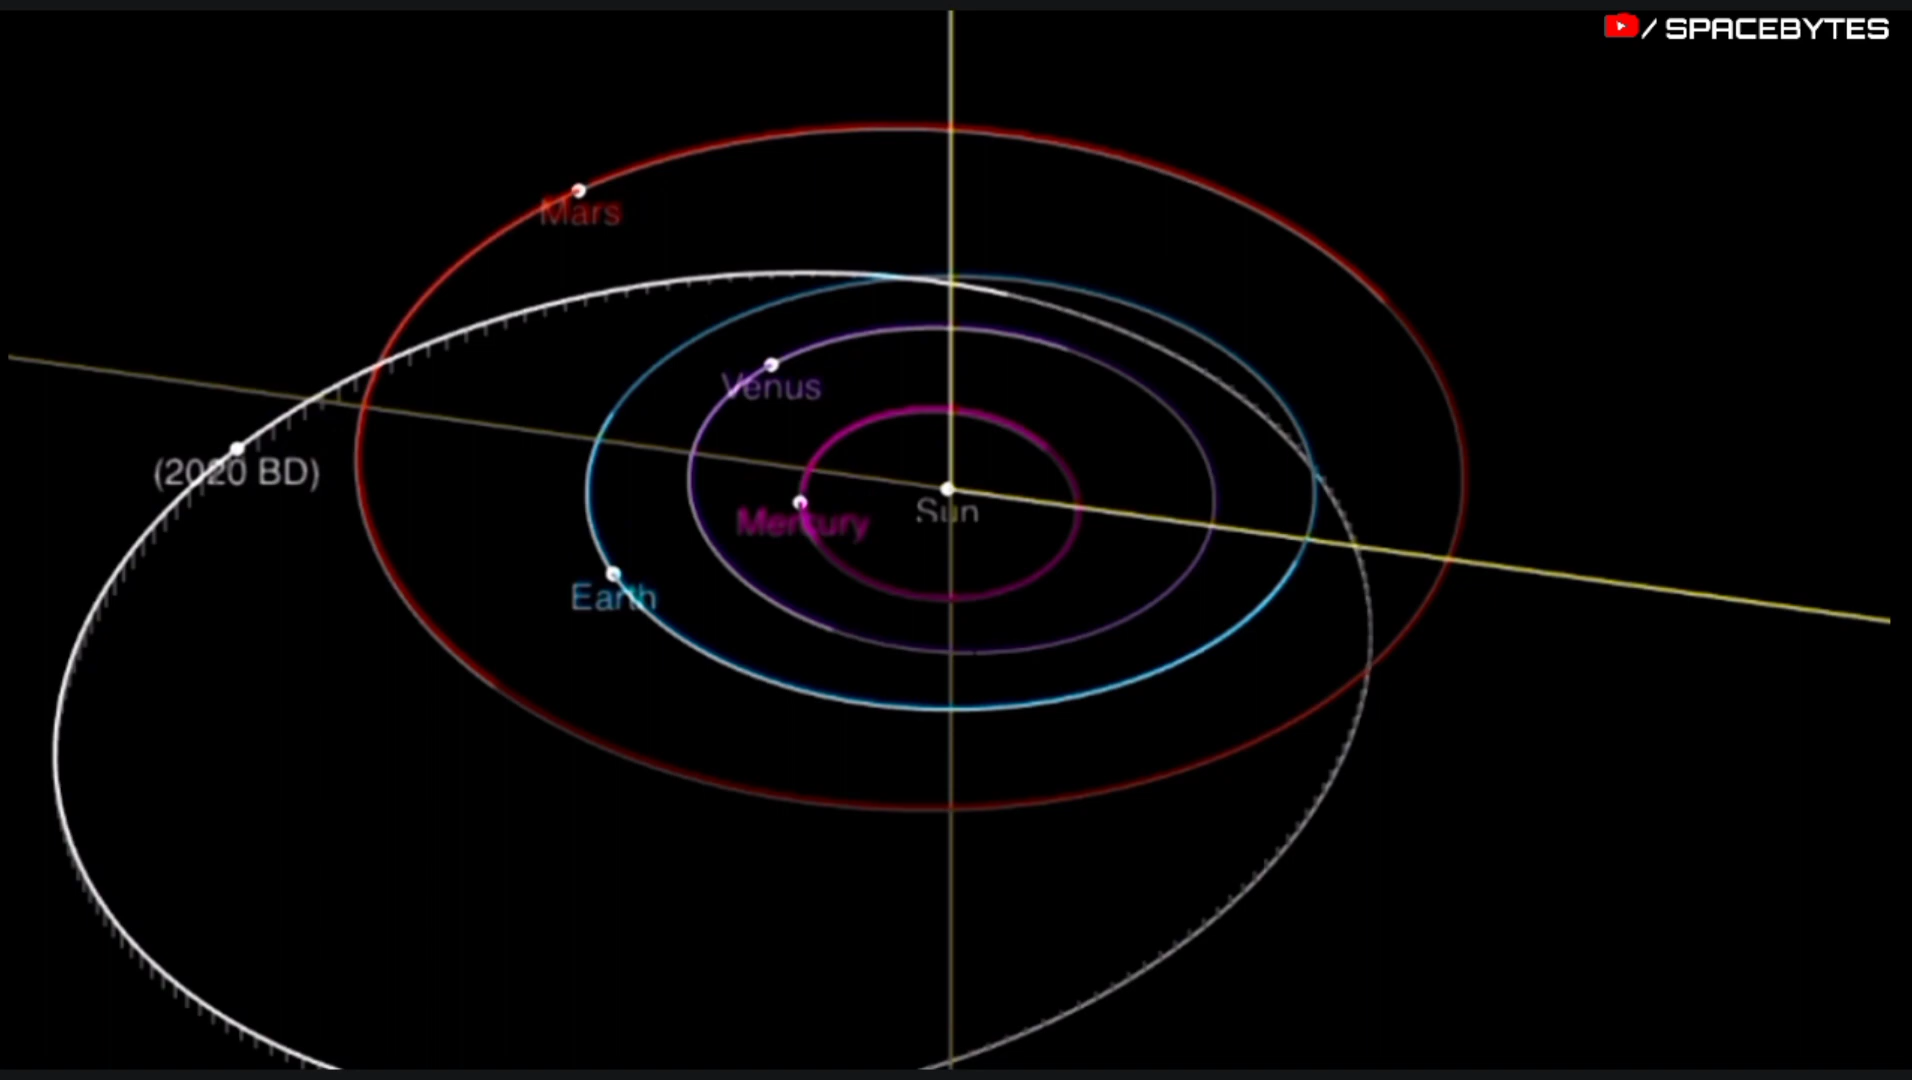 / SPACEBYTES
Mars
Venus
(2020 BD)
Sun
Mercury
Earth